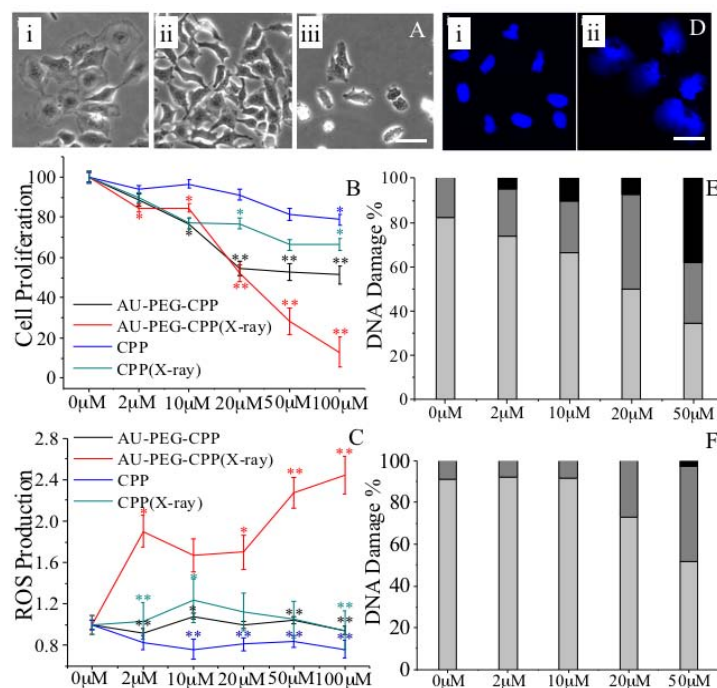 i ii iii A i ii D
B
Cell Proliferation
100
80
60
40
20
0
AU-PEG-CPP
AU-PEG-CPP(X-ray)
CPP
CPP(X-ray)
* * * * * * * ** ** ** ** ** **
0μM 2μM 10μM 20μM 50μM 100μM
E
DNA Damage %
100
80
60
40
20
0
0μM 2μM 10μM 20μM 50μM
C
ROS Production
2.8
2.4
2.0
1.6
1.2
0.8
AU-PEG-CPP
AU-PEG-CPP(X-ray)
CPP
CPP(X-ray)
* * ** ** ** ** * * ** ** ** ** ** ** **
0μM 2μM 10μM 20μM 50μM 100μM
F
DNA Damage %
100
80
60
40
20
0
0μM 2μM 10μM 20μM 50μM